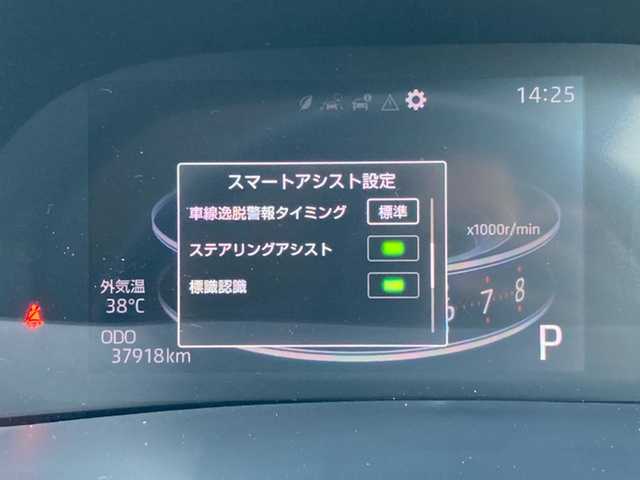 14:25
スマートアシスト設定
車線逸脱警報タイミング 標準
ステアリングアシスト
標識認識
x1000r/min
外気温
38℃
6 7 8
ODO
37918km
P